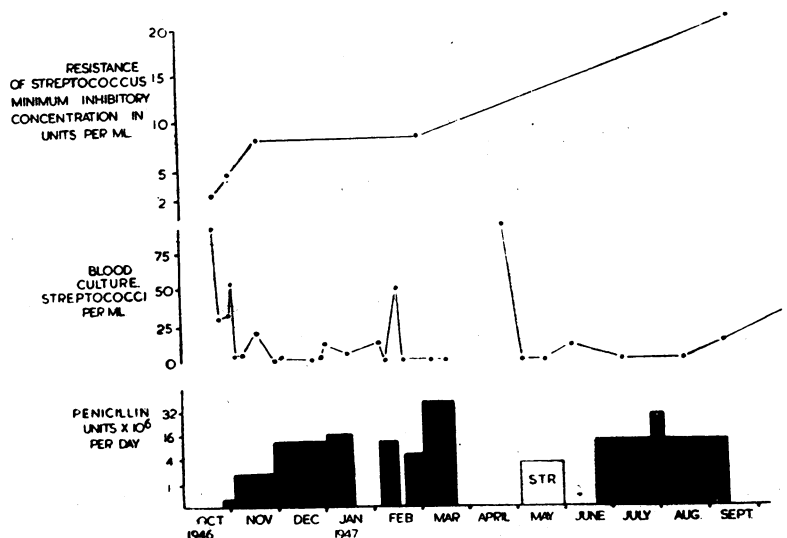 RESISTANCE
OF STREPTOCOCCUS
MINIMUM INHIBITORY
CONCENTRATION IN
UNITS PER ML
20
15
10
5
2
BLOOD
CULTURE.
STREPTOCOCCI
PER ML
75
50
25
0
PENICILLIN
UNITS X 10⁶
PER DAY
32
16
4
1
STR
OCT NOV DEC JAN FEB MAR APRIL MAY JUNE JULY AUG. SEPT.
1946 1947